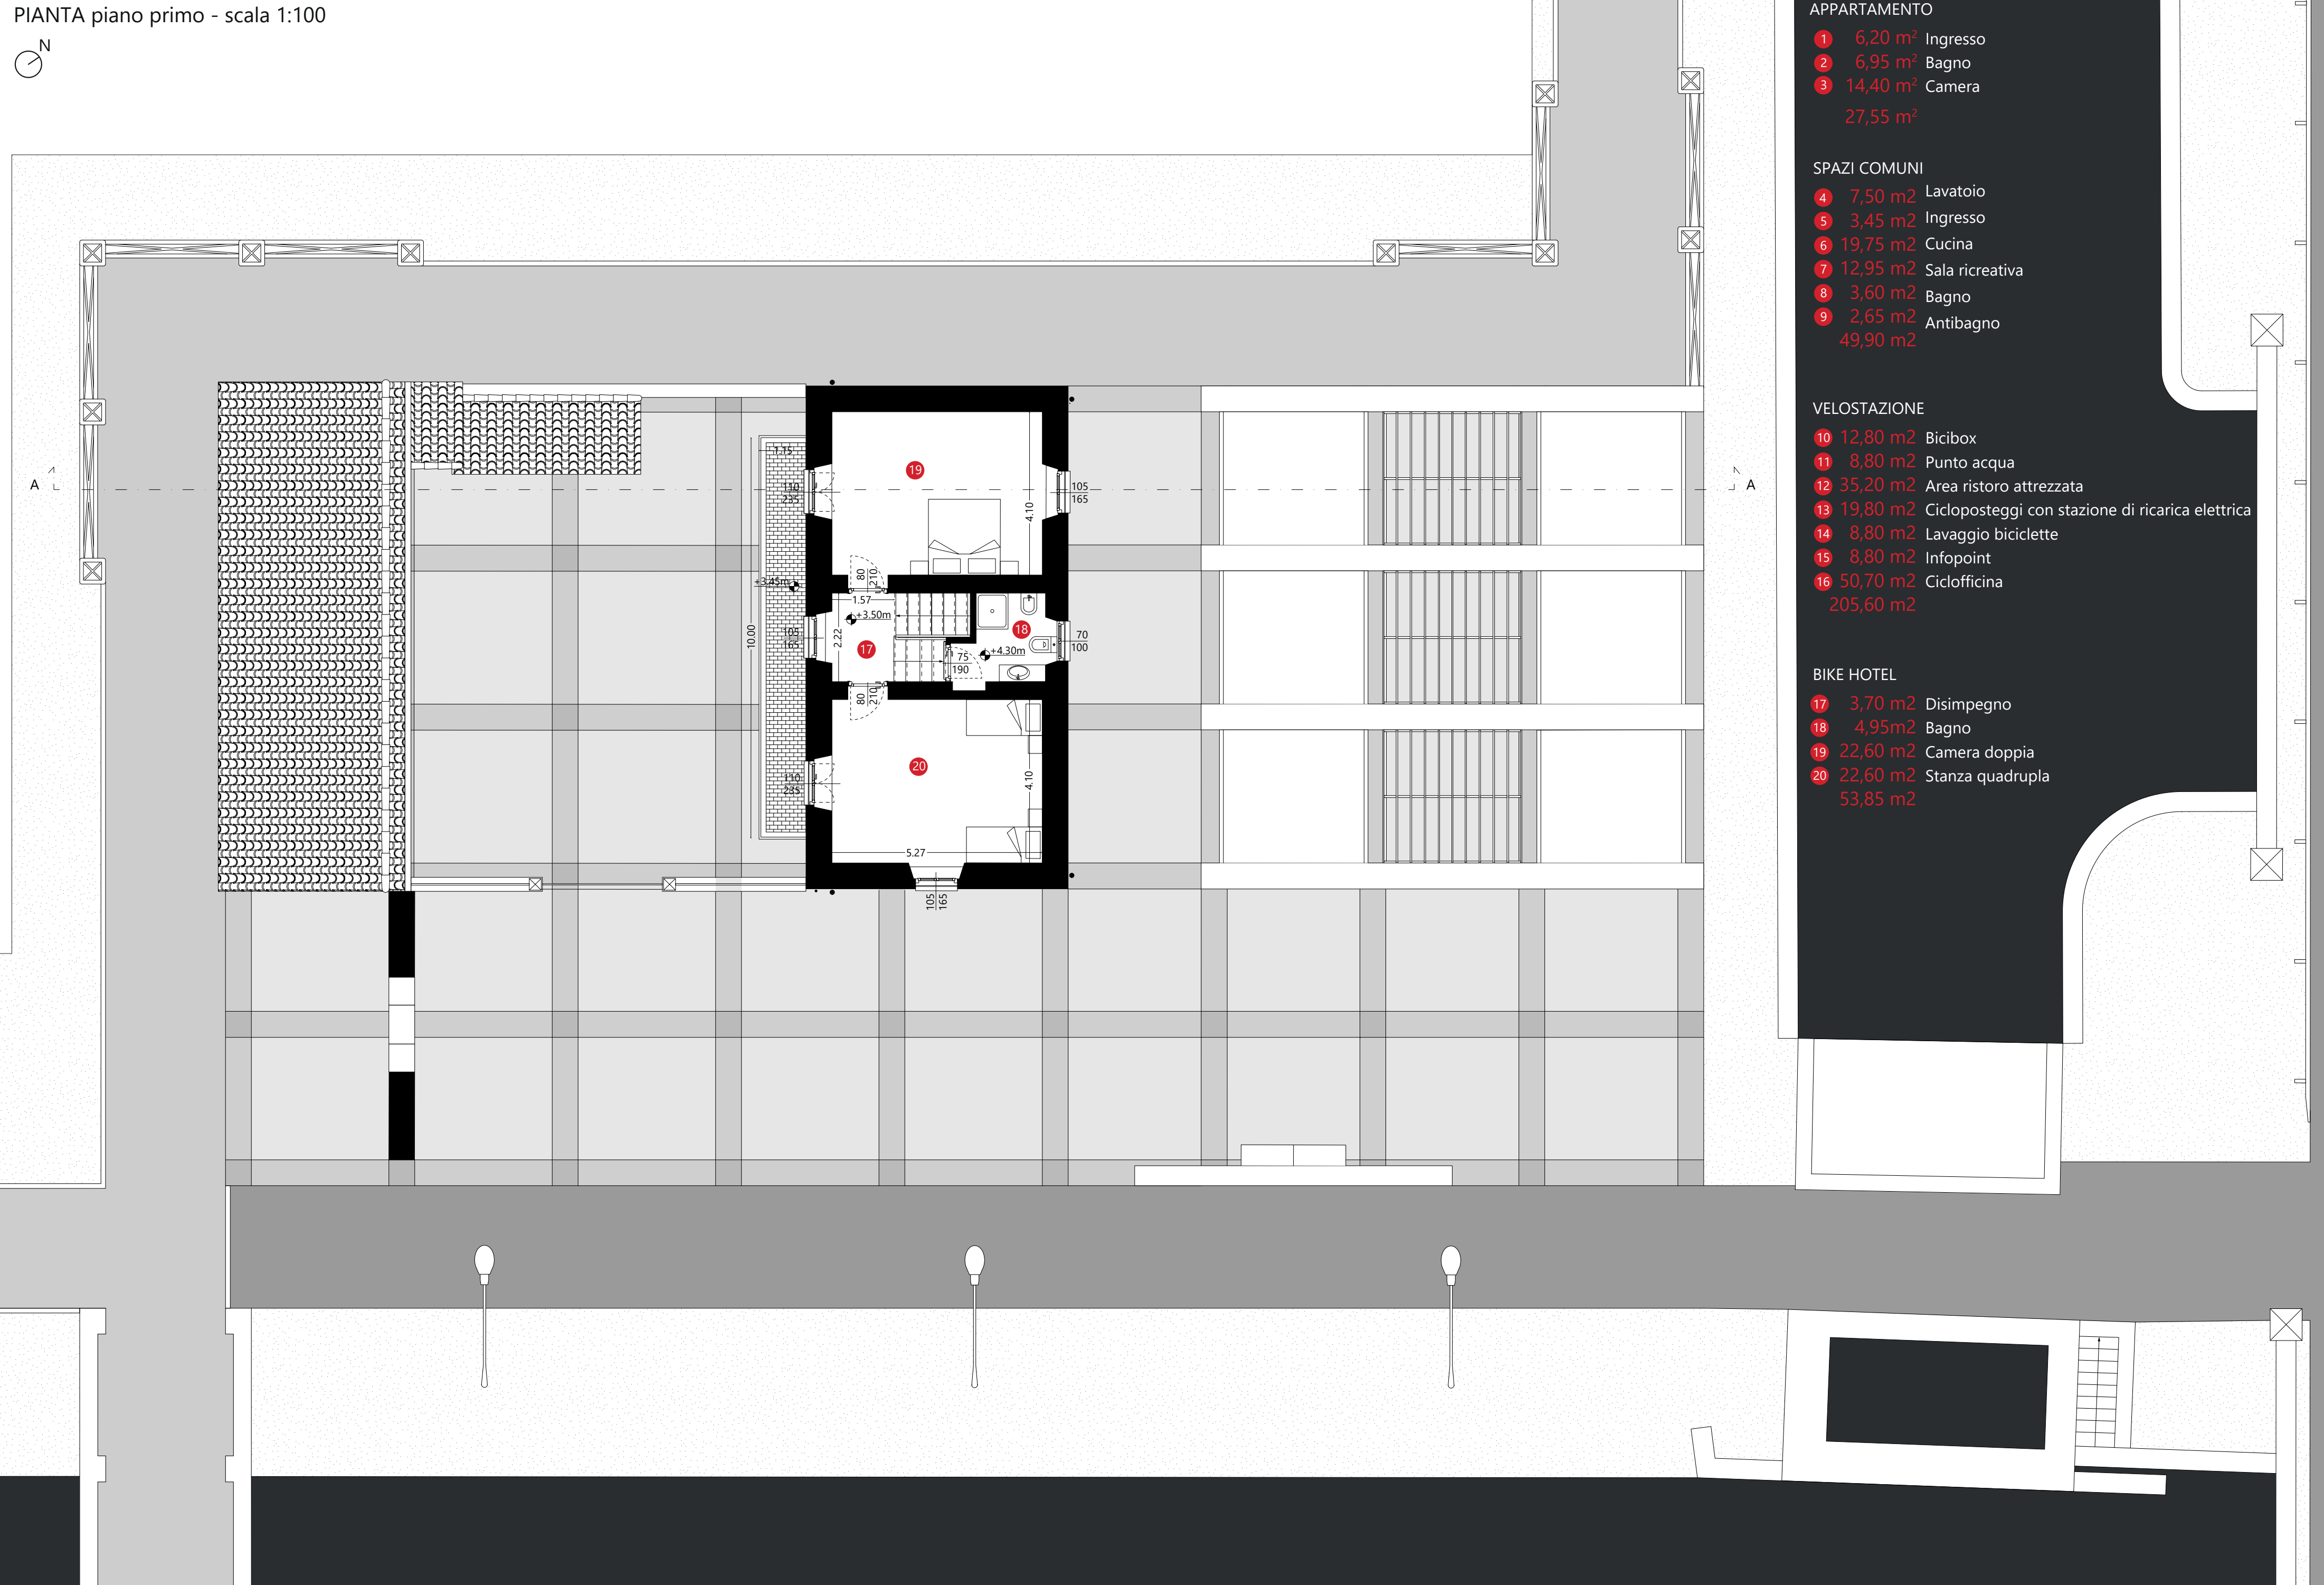 PIANTA piano primo - scala 1:100
N
APPARTAMENTO
1 6,20 m² Ingresso
2 6,95 m² Bagno
3 14,40 m² Camera
27,55 m²
SPAZI COMUNI
4 7,50 m2 Lavatoio
5 3,45 m2 Ingresso
6 19,75 m2 Cucina
7 12,95 m2 Sala ricreativa
8 3,60 m2 Bagno
9 2,65 m2 Antibagno
49,90 m2
VELOSTAZIONE
10 12,80 m2 Bicibox
11 8,80 m2 Punto acqua
12 35,20 m2 Area ristoro attrezzata
13 19,80 m2 Cicloposteggi con stazione di ricarica elettrica
14 8,80 m2 Lavaggio biciclette
15 8,80 m2 Infopoint
16 50,70 m2 Ciclofficina
205,60 m2
BIKE HOTEL
17 3,70 m2 Disimpegno
18 4,95m2 Bagno
19 22,60 m2 Camera doppia
20 22,60 m2 Stanza quadrupla
53,85 m2
A
A
1.15
19
110
235
105
165
4.10
80
210
+3.45m
1.57
+3.50m
10.00
105
165
2.22
17
18
70
100
+4.30m
75
190
80
210
20
110
235
4.10
5.27
105
165